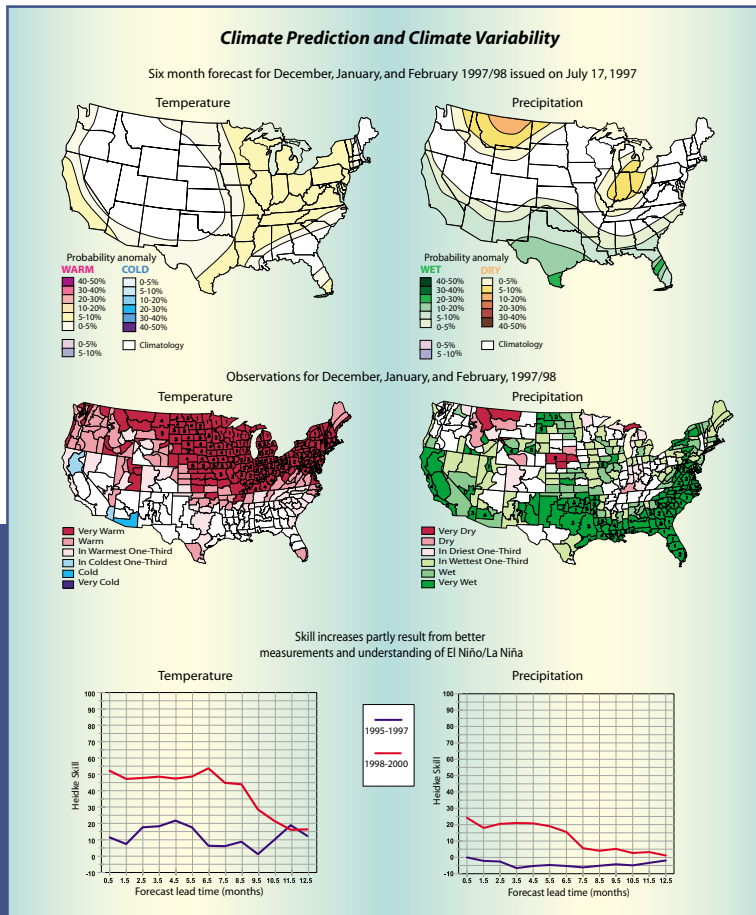 Climate Prediction and Climate Variability
Six month forecast for December, January, and February 1997/98 issued on July 17, 1997
Temperature
Precipitation
Probability anomaly
WARM COLD
40-50% 0-5%
30-40% 5-10%
20-30% 10-20%
10-20% 20-30%
5-10% 30-40%
0-5% 40-50%
0-5% Climatology
5-10%
Probability anomaly
WET DRY
40-50% 0-5%
30-40% 5-10%
20-30% 10-20%
10-20% 20-30%
5-10% 30-40%
0-5% 40-50%
0-5% Climatology
5-10%
Observations for December, January, and February, 1997/98
Temperature
Precipitation
Very Warm
Warm
In Warmest One-Third
In Coldest One-Third
Cold
Very Cold
Very Dry
Dry
In Driest One-Third
In Wettest One-Third
Wet
Very Wet
Skill increases partly result from better
measurements and understanding of El Niño/La Niña
Temperature
Heidke Skill
100
90
80
70
60
50
40
30
20
10
0
-10
0.5 1.5 2.5 3.5 4.5 5.5 6.5 7.5 8.5 9.5 10.5 11.5 12.5
Forecast lead time (months)
1995-1997
1998-2000
Precipitation
Heidke Skill
100
90
80
70
60
50
40
30
20
10
0
-10
0.5 1.5 2.5 3.5 4.5 5.5 6.5 7.5 8.5 9.5 10.5 11.5 12.5
Forecast lead time (months)